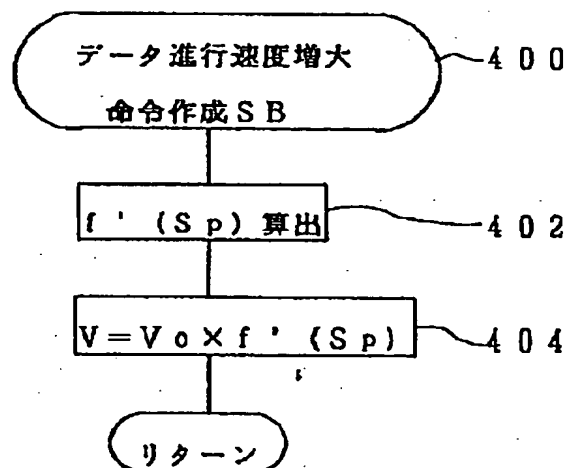 データ進行速度増大
命令作成SB
400
f'(Sp)算出
402
V=Vo×f'(Sp)
404
リターン